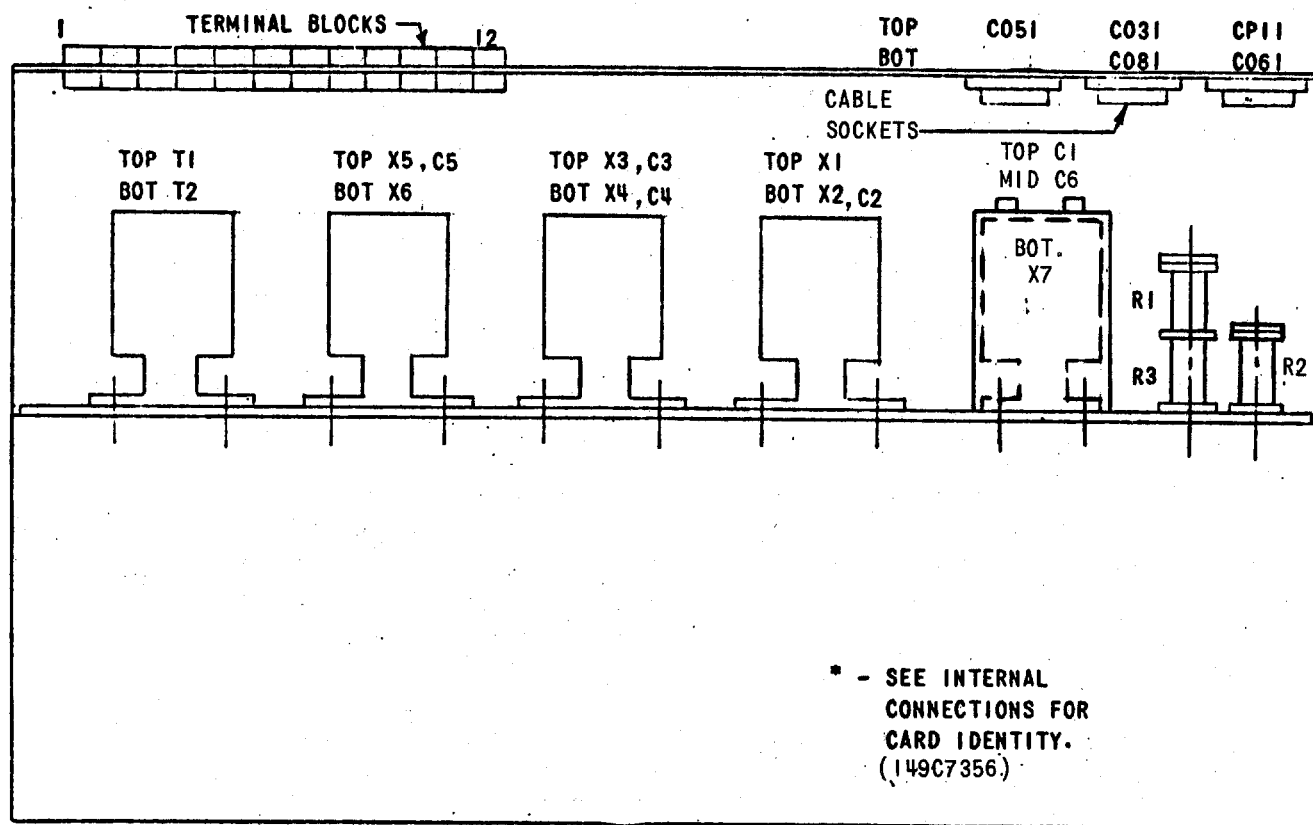 1 TERMINAL BLOCKS 12
TOP C051 C031 CP11
BOT C081 C061
CABLE
SOCKETS
TOP T1
BOT T2
TOP X5, C5
BOT X6
TOP X3, C3
BOT X4, C4
TOP X1
BOT X2, C2
TOP C1
MID C6
BOT.
X7
R1
R3
R2
* - SEE INTERNAL
CONNECTIONS FOR
CARD IDENTITY.
(149C7356)